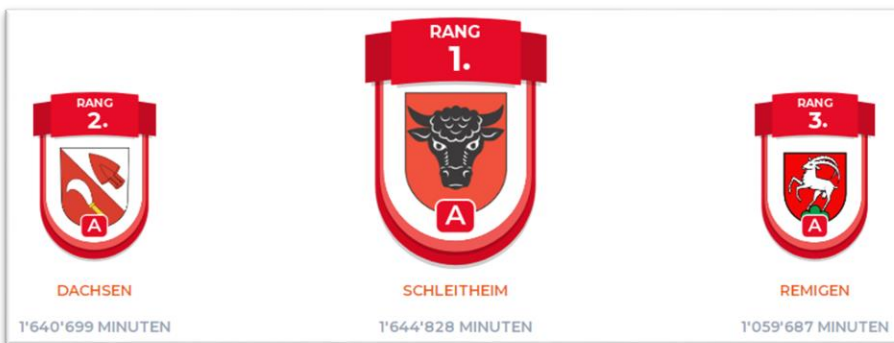 RANG
1.
A
SCHLEITHEIM
1'644'828 MINUTEN
RANG
2.
A
DACHSEN
1'640'699 MINUTEN
RANG
3.
A
REMIGEN
1'059'687 MINUTEN